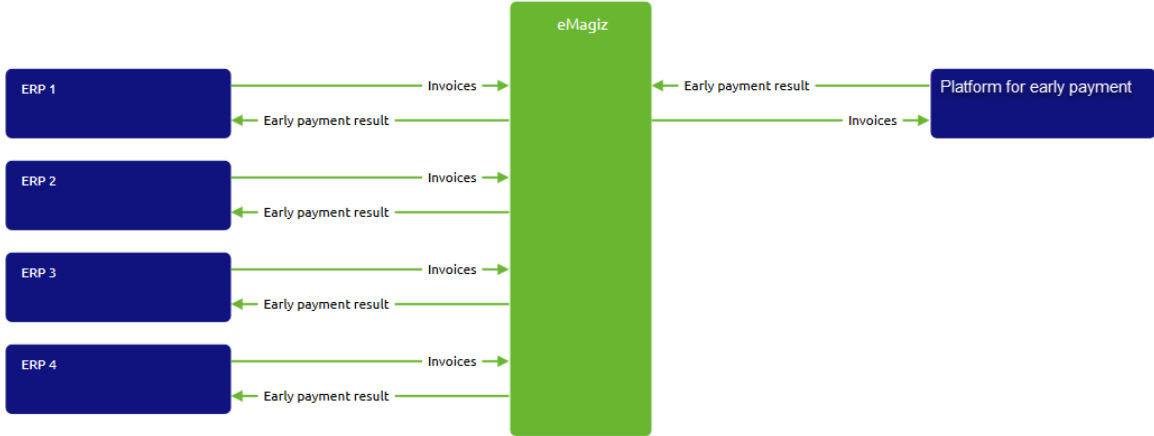 eMagiz
ERP 1
Invoices
Early payment result
Early payment result
Invoices
Platform for early payment
ERP 2
Invoices
Early payment result
ERP 3
Invoices
Early payment result
ERP 4
Invoices
Early payment result